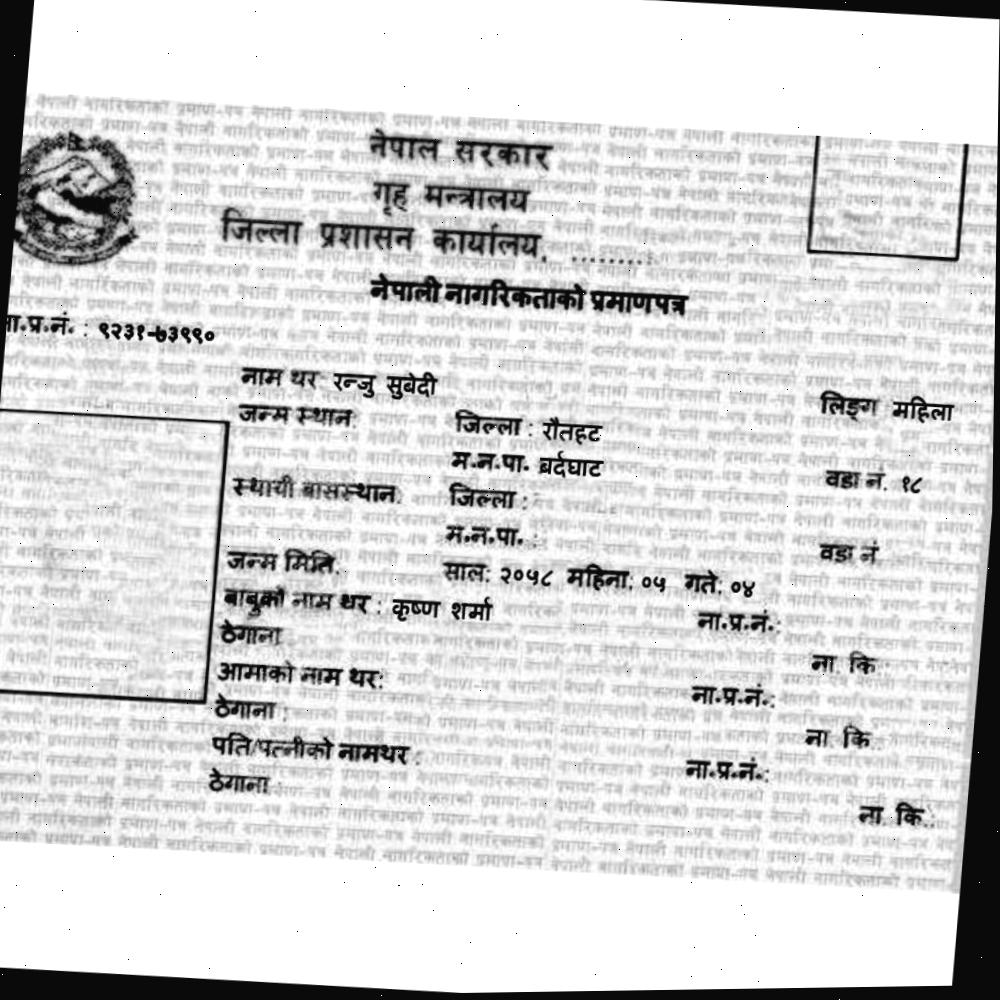 नेपाल सरकार
गृह मन्त्रालय
जिल्ला प्रशासन कार्यालय, .........
नेपाली नागरिकताको प्रमाणपत्र
ना.प्र.नं. : ९२३१-७३९९०
नाम थर: रन्जु सुबेदी लिङ्ग महिला
जन्म स्थान: जिल्ला : रौतहट
म.न.पा. बर्दघाट वडा नं. १८
स्थायी बासस्थान: जिल्ला :
म.न.पा. : वडा नं
जन्म मिति: साल: २०५८ महिना: ०५ गते: ०४
बाबुको नाम थर : कृष्ण शर्मा ना.प्र.नं.:
ठेगाना ना. कि :
आमाको नाम थर: ना.प्र.नं.:
ठेगाना : ना. कि.:
पति/पत्नीको नामथर : ना.प्र.नं.:
ठेगाना : ना. कि.: